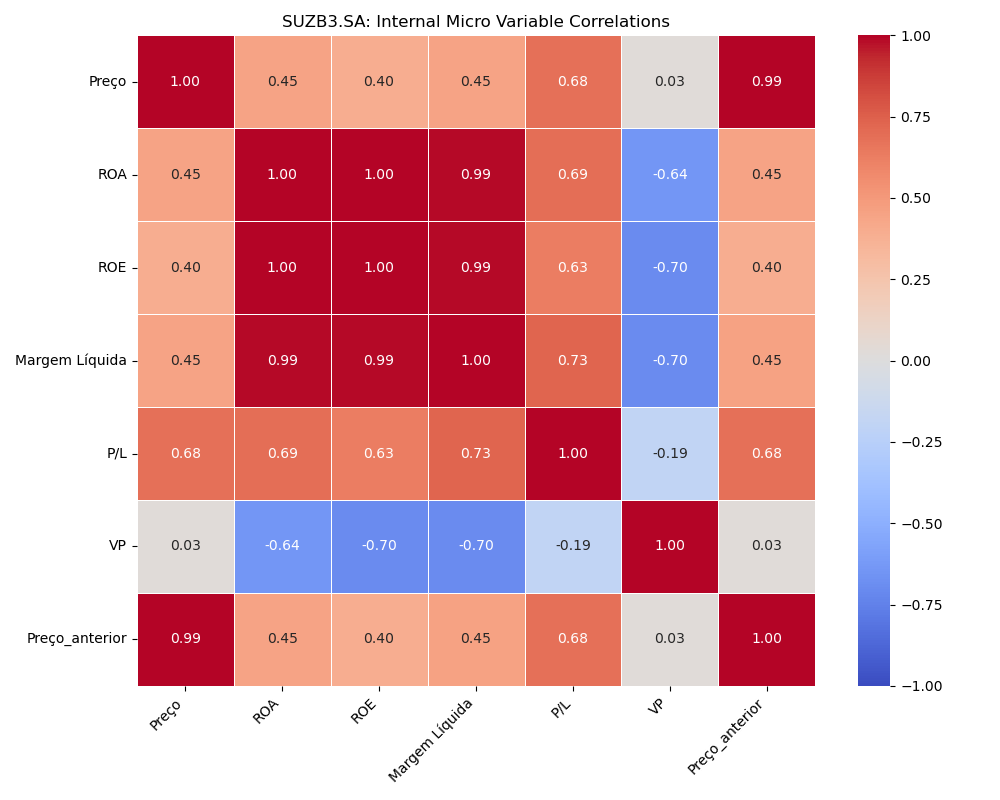 SUZB3.SA: Internal Micro Variable Correlations
Preço 1.00 0.45 0.40 0.45 0.68 0.03 0.99
ROA 0.45 1.00 1.00 0.99 0.69 -0.64 0.45
ROE 0.40 1.00 1.00 0.99 0.63 -0.70 0.40
Margem Líquida 0.45 0.99 0.99 1.00 0.73 -0.70 0.45
P/L 0.68 0.69 0.63 0.73 1.00 -0.19 0.68
VP 0.03 -0.64 -0.70 -0.70 -0.19 1.00 0.03
Preço_anterior 0.99 0.45 0.40 0.45 0.68 0.03 1.00
Preço ROA ROE Margem Líquida P/L VP Preço_anterior
1.00
0.75
0.50
0.25
0.00
−0.25
−0.50
−0.75
−1.00